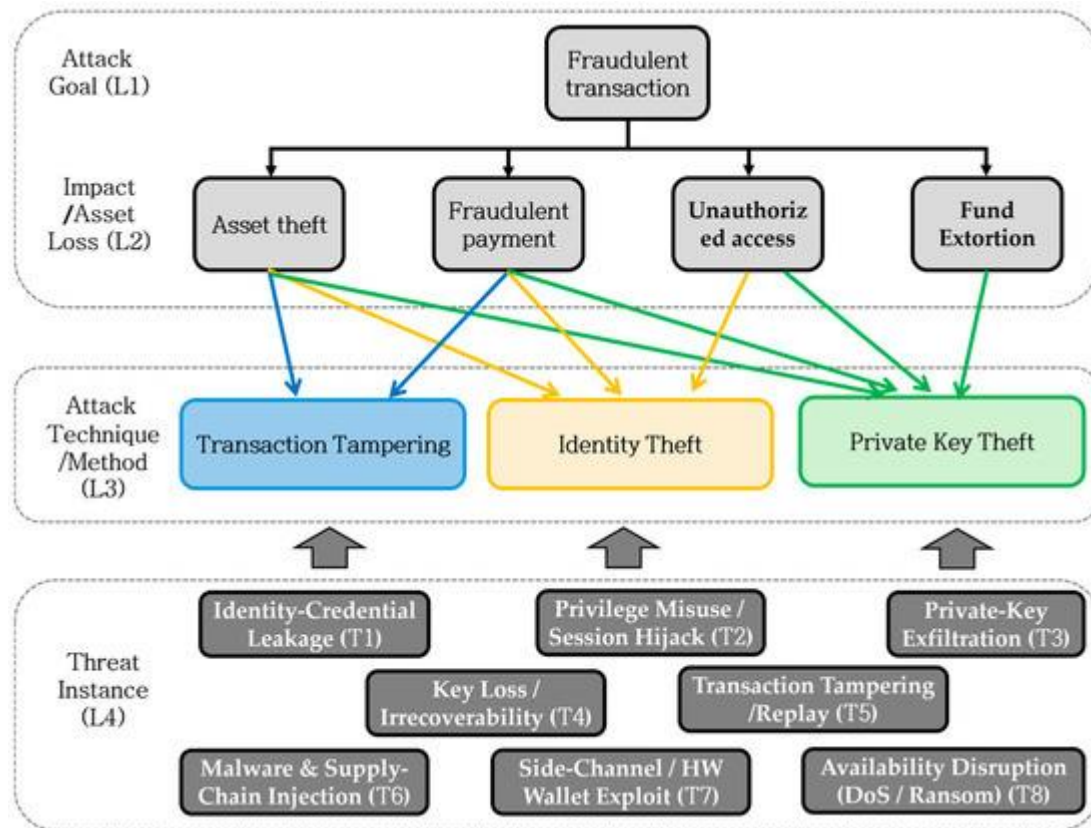 Attack
Goal (L1)
Fraudulent
transaction
Impact
/Asset
Loss (L2)
Asset theft
Fraudulent
payment
Unauthoriz
ed access
Fund
Extortion
Attack
Technique
/Method
(L3)
Transaction Tampering
Identity Theft
Private Key Theft
Threat
Instance
(L4)
Identity-Credential
Leakage (T1)
Privilege Misuse /
Session Hijack (T2)
Private-Key
Exfiltration (T3)
Key Loss /
Irrecoverability (T4)
Transaction Tampering
/Replay (T5)
Malware & Supply-
Chain Injection (T6)
Side-Channel / HW
Wallet Exploit (T7)
Availability Disruption
(DoS / Ransom) (T8)